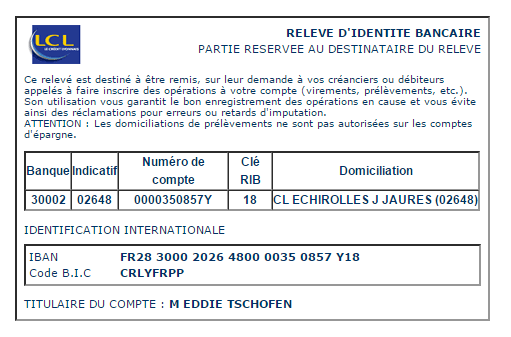 LCL
LE CRÉDIT LYONNAIS
RELEVE D'IDENTITE BANCAIRE
PARTIE RESERVEE AU DESTINATAIRE DU RELEVE
Ce relevé est destiné à être remis, sur leur demande à vos créanciers ou débiteurs
appelés à faire inscrire des opérations à votre compte (virements, prélèvements, etc.).
Son utilisation vous garantit le bon enregistrement des opérations en cause et vous évite
ainsi des réclamations pour erreurs ou retards d'imputation.
ATTENTION : Les domiciliations de prélèvements ne sont pas autorisées sur les comptes
d'épargne.
Banque Indicatif Numéro de compte Clé RIB Domiciliation
30002 02648 0000350857Y 18 CL ECHIROLLES J JAURES (02648)
IDENTIFICATION INTERNATIONALE
IBAN FR28 3000 2026 4800 0035 0857 Y18
Code B.I.C CRLYFRPP
TITULAIRE DU COMPTE : M EDDIE TSCHOFEN